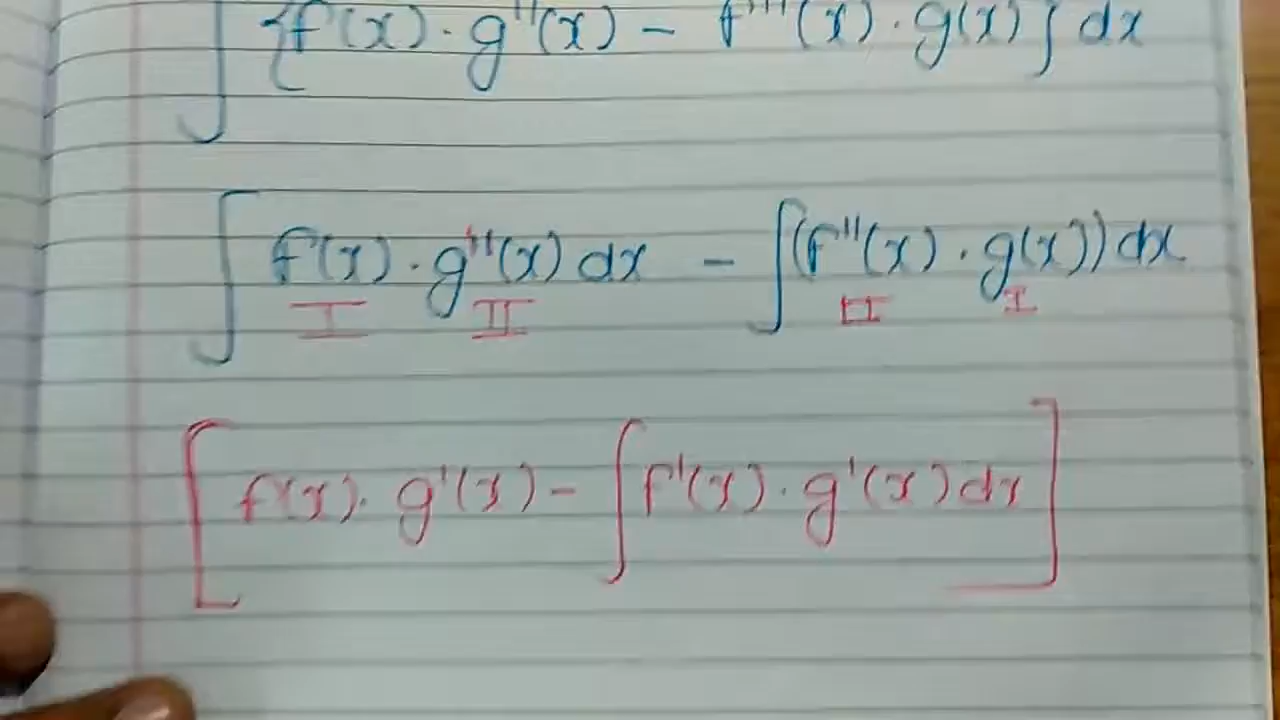 ∫ {f(x) · g''(x) - f''(x) · g(x)} dx
∫ f(x) · g''(x) dx - ∫ (f''(x) · g(x)) dx
I II II I
[ f(x) · g'(x) - ∫ f'(x) · g'(x) dx ]